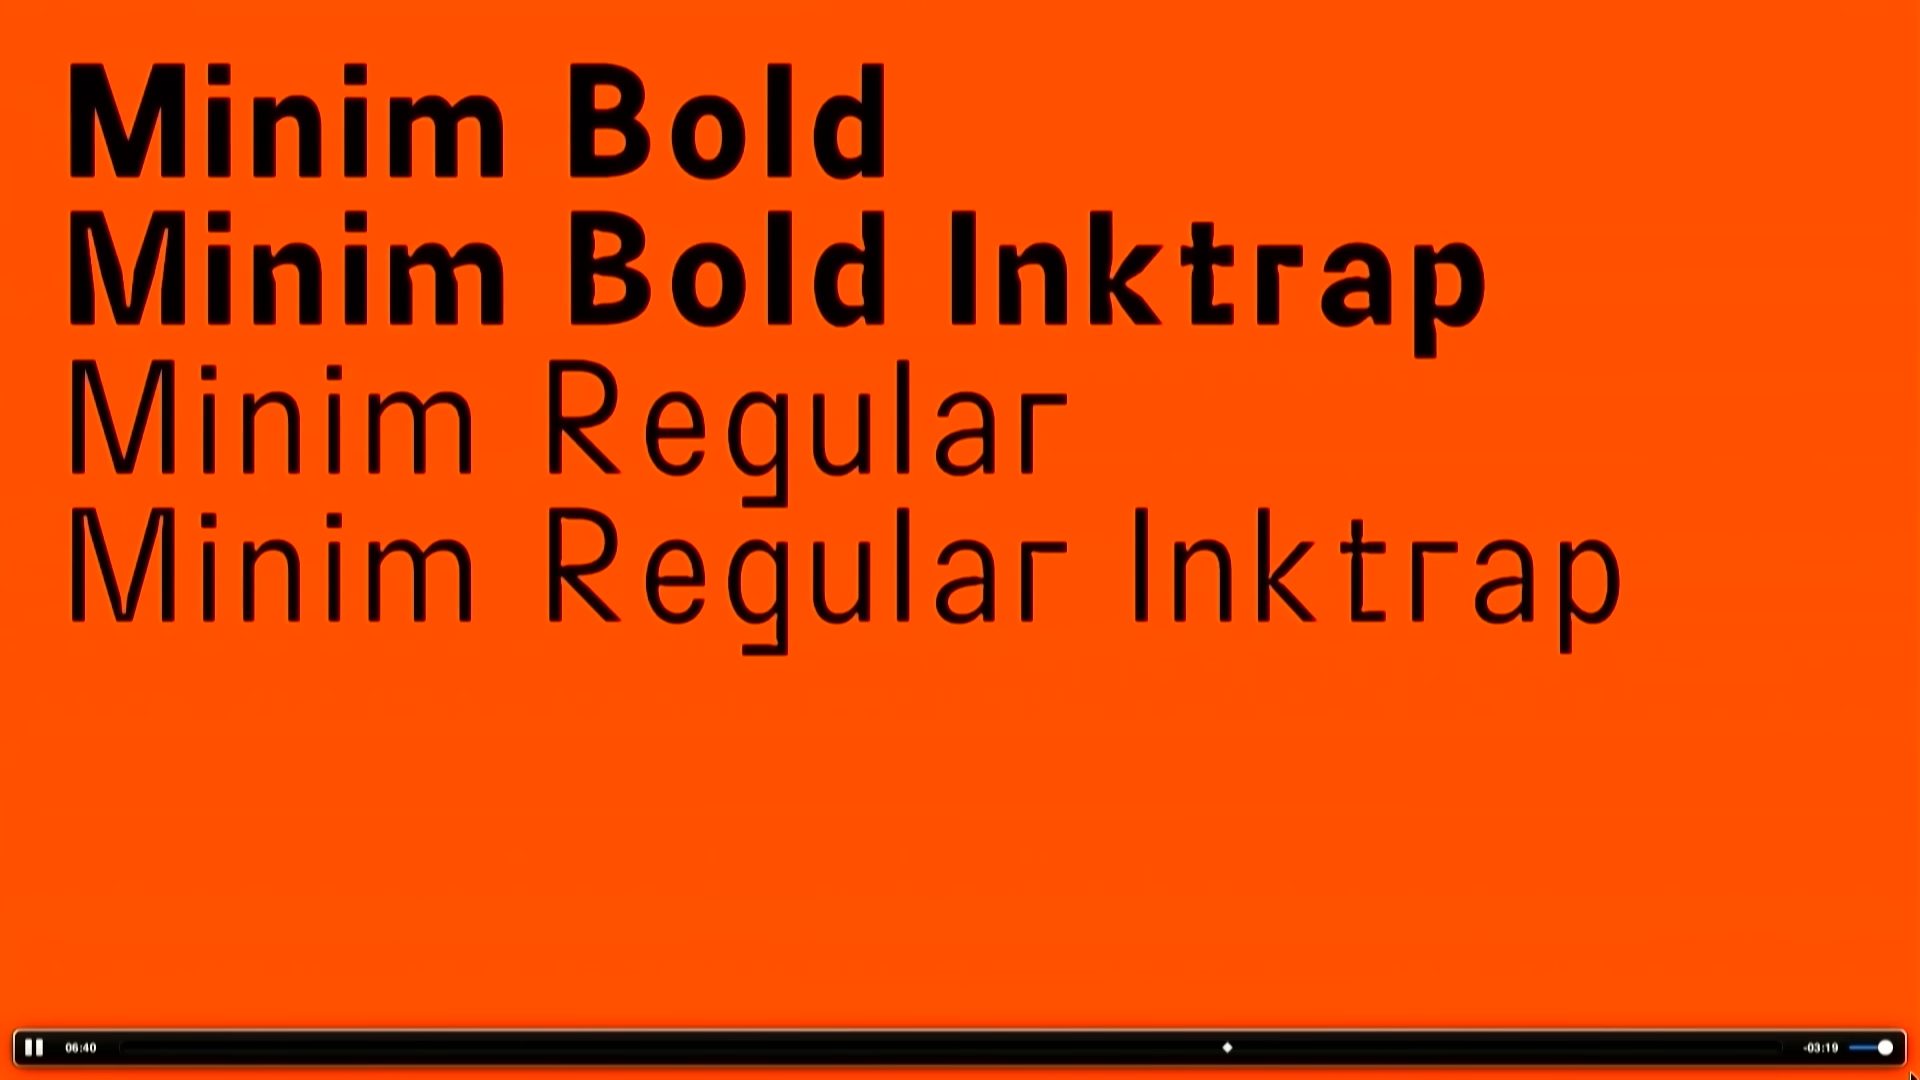 Minim Bold
Minim Bold Inktrap
Minim Regular
Minim Regular Inktrap
06:40
-03:19